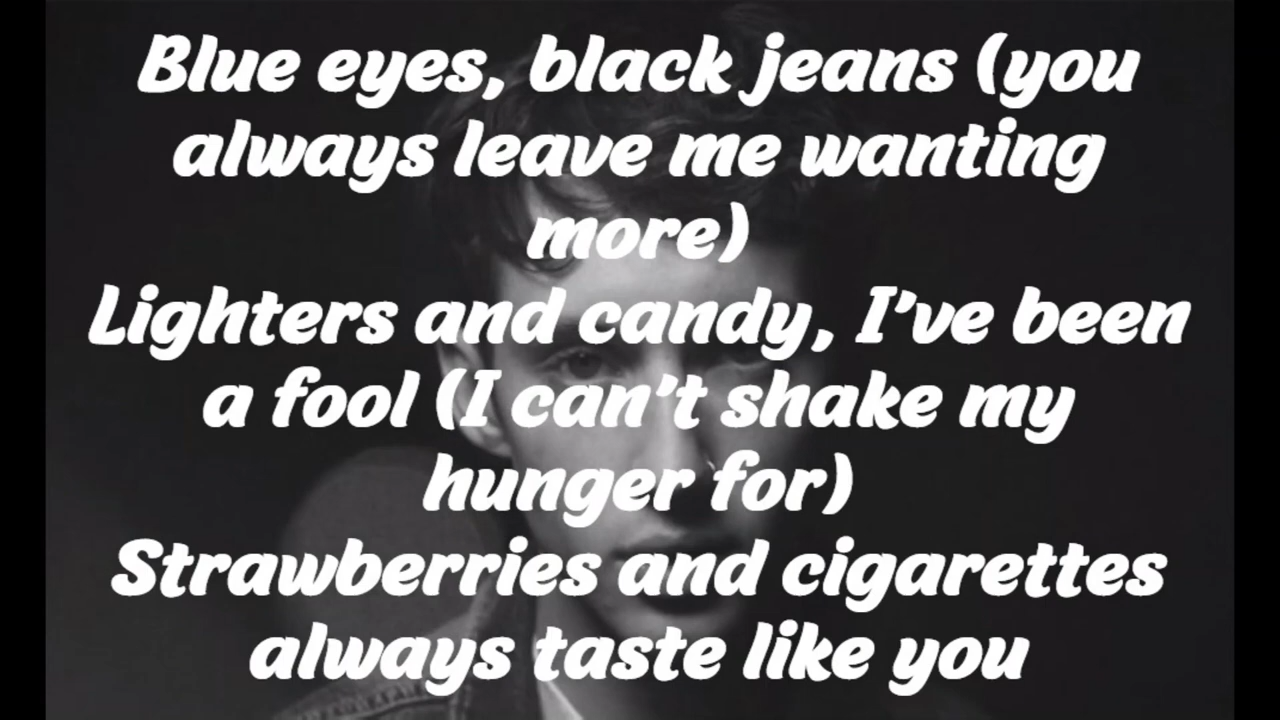 Blue eyes, black jeans (you
always leave me wanting
more)
Lighters and candy, I've been
a fool (I can't shake my
hunger for)
Strawberries and cigarettes
always taste like you